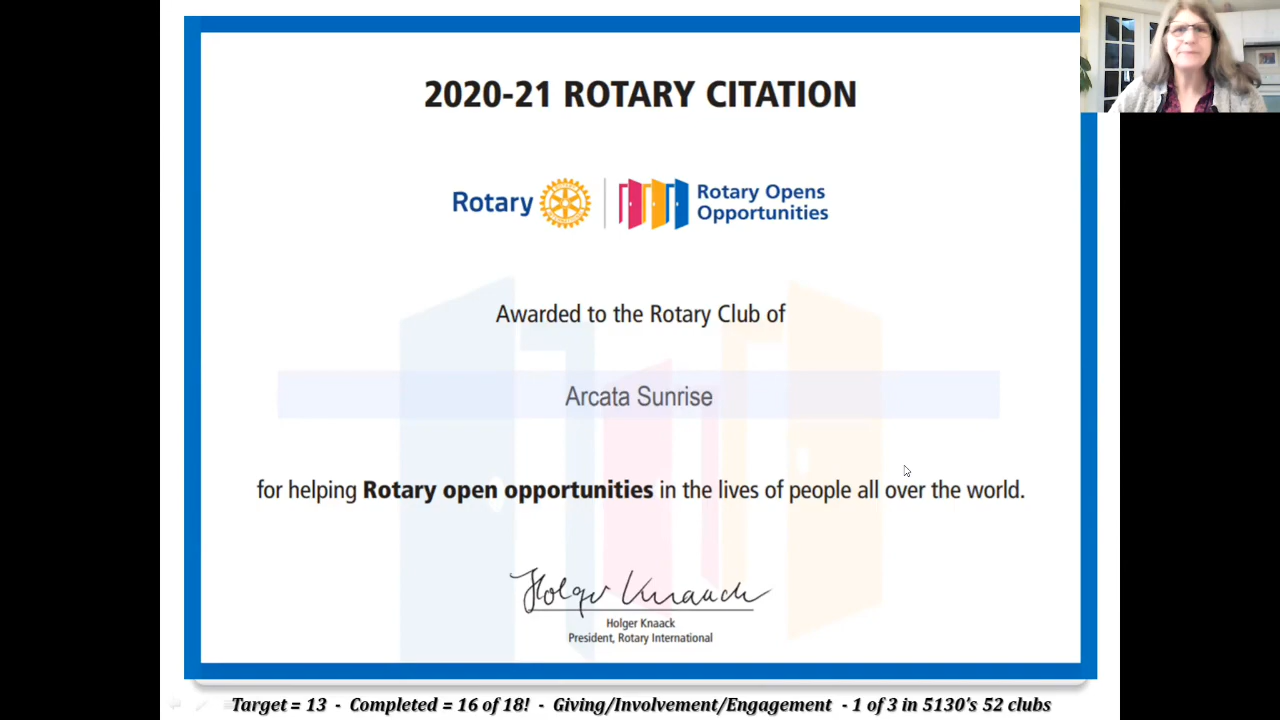 2020-21 ROTARY CITATION
Rotary
Rotary Opens
Opportunities
Awarded to the Rotary Club of
Arcata Sunrise
for helping Rotary open opportunities in the lives of people all over the world.
Holger Knaack
Holger Knaack
President, Rotary International
Target = 13 - Completed = 16 of 18! - Giving/Involvement/Engagement - 1 of 3 in 5130's 52 clubs